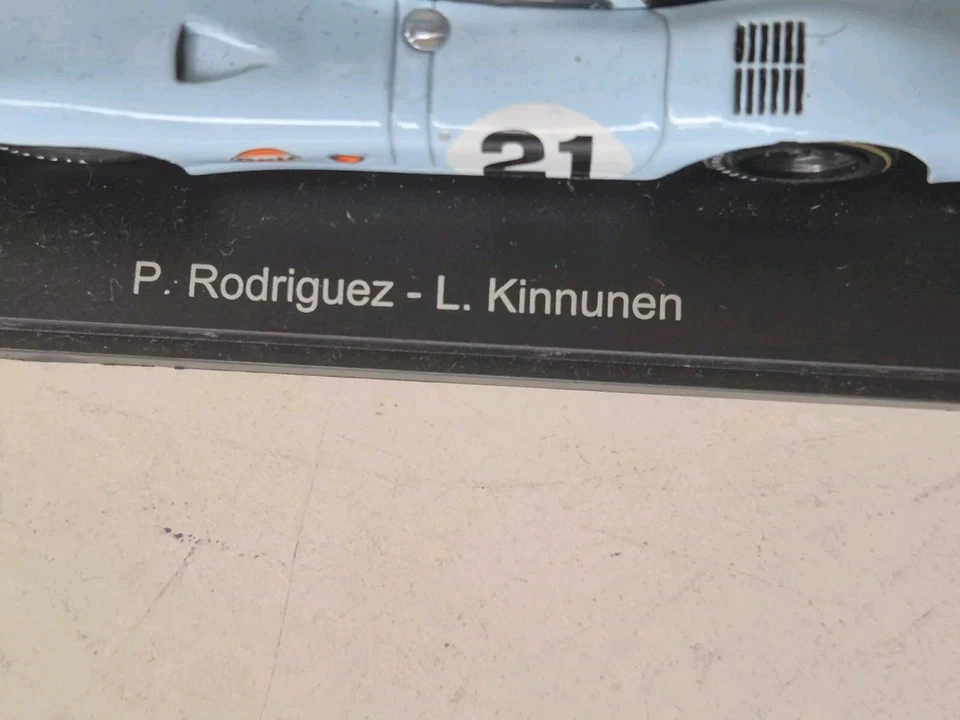 21
P. Rodriguez - L. Kinnunen